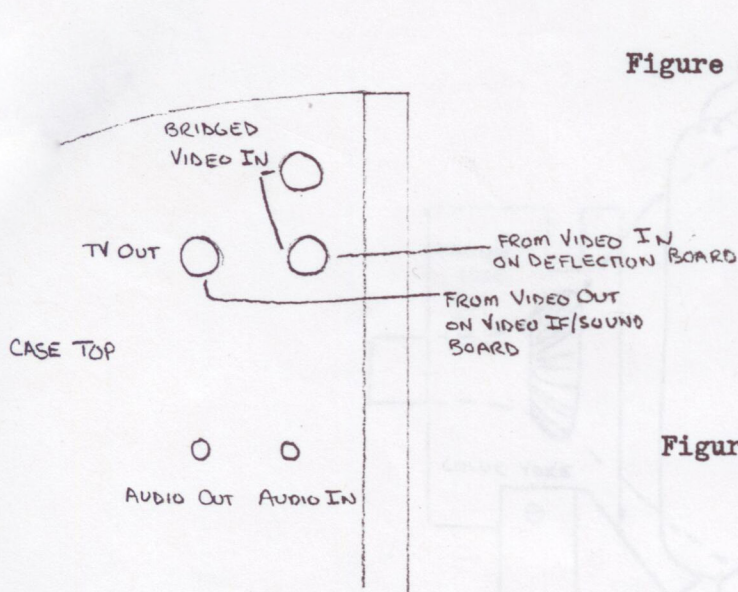 Figure
BRIDGED
VIDEO IN
TV OUT
FROM VIDEO IN
ON DEFLECTION BOARD
FROM VIDEO OUT
ON VIDEO IF/SOUND
BOARD
CASE TOP
Figur
AUDIO OUT AUDIO IN